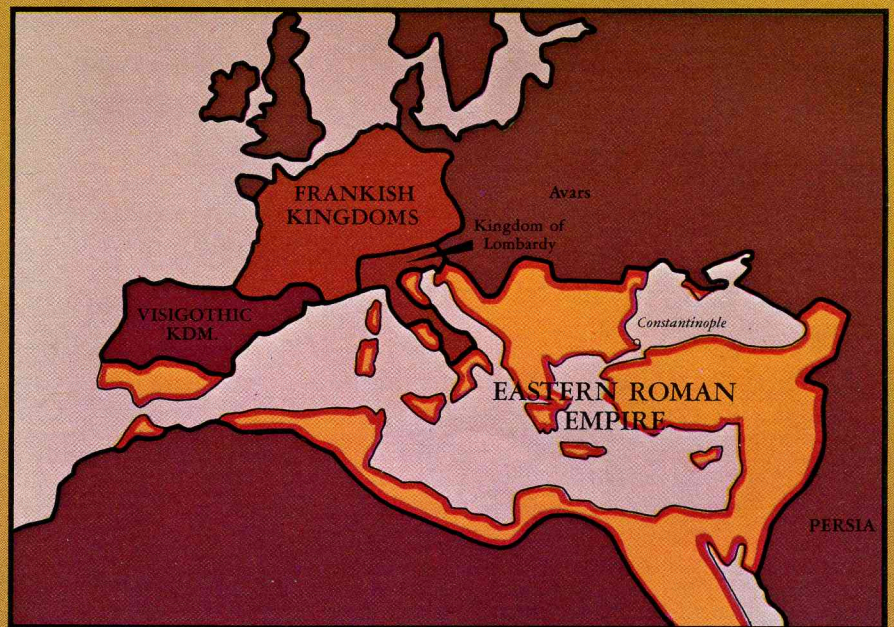 FRANKISH
KINGDOMS
Avars
Kingdom of
Lombardy
VISIGOTHIC
KDM.
Constantinople
EASTERN ROMAN
EMPIRE
PERSIA